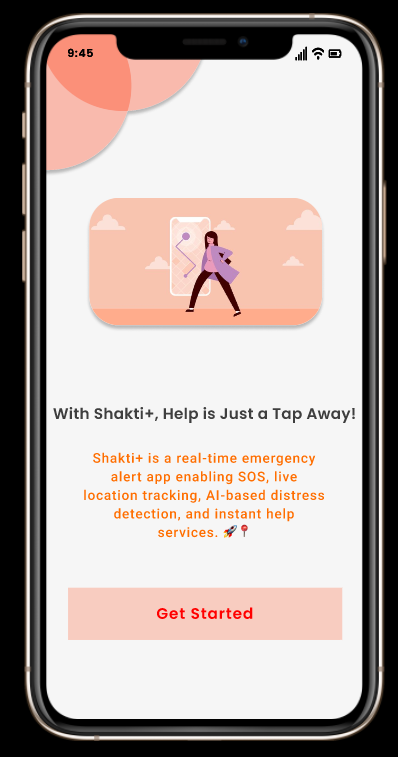 9:45
With Shakti+, Help is Just a Tap Away!
Shakti+ is a real-time emergency
alert app enabling SOS, live
location tracking, AI-based distress
detection, and instant help
services. 🚀📍
Get Started